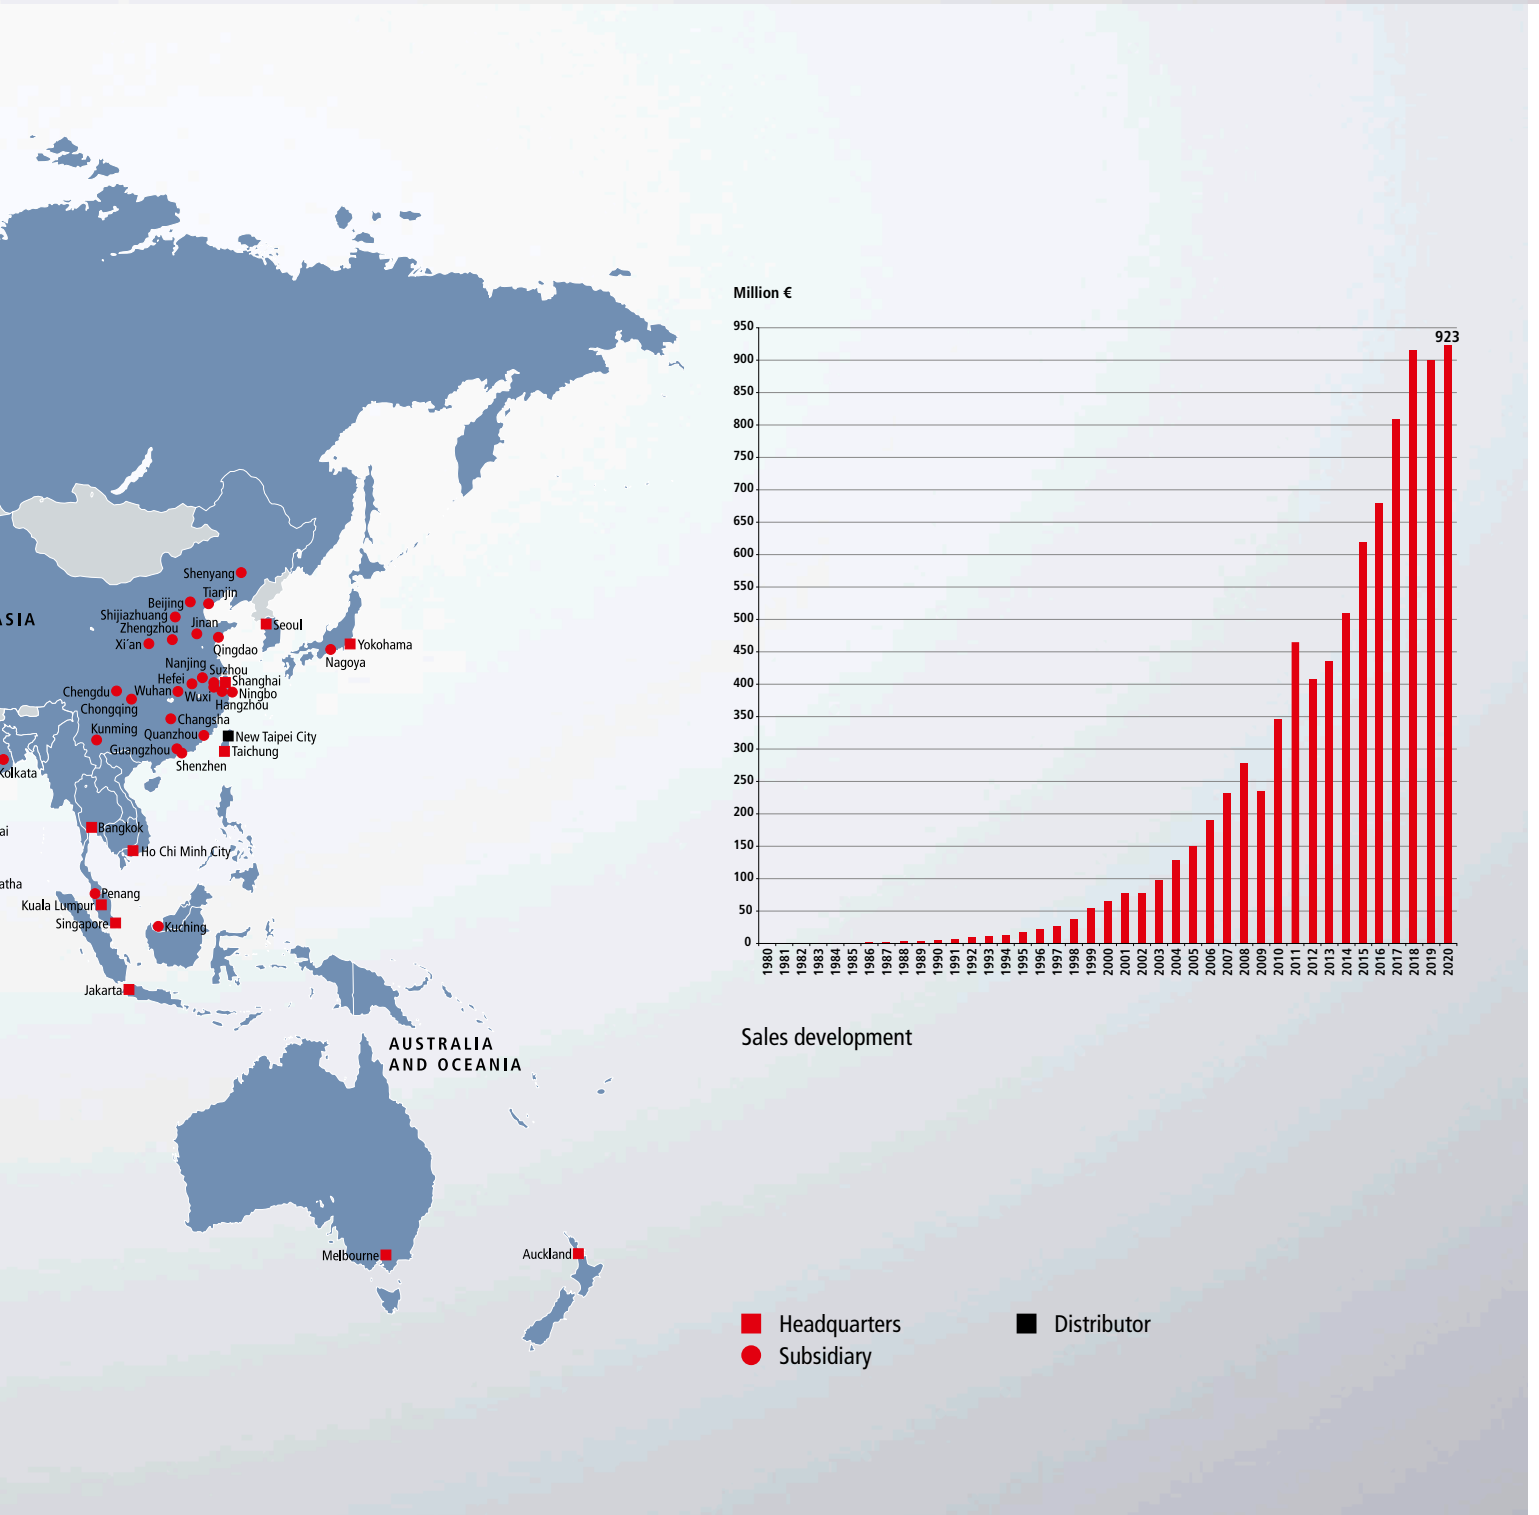 Shenyang
Tianjin
Beijing
Shijiazhuang
Jinan
Zhengzhou
Xi´an
Qingdao
Seoul
Yokohama
Nagoya
Nanjing
Suzhou
Hefei
Shanghai
Chengdu
Wuhan
Wuxi
Ningbo
Hangzhou
Chongqing
Changsha
Kunming
Quanzhou
New Taipei City
Guangzhou
Taichung
Shenzhen
ASIA
Kolkata
Bangkok
ai
Ho Chi Minh City
atha
Penang
Kuala Lumpur
Singapore
Kuching
Jakarta
AUSTRALIA
AND OCEANIA
Melbourne
Auckland
Million €
950
923
900
850
800
750
700
650
600
550
500
450
400
350
300
250
200
150
100
50
0
1980
1981
1982
1983
1984
1985
1986
1987
1988
1989
1990
1991
1992
1993
1994
1995
1996
1997
1998
1999
2000
2001
2002
2003
2004
2005
2006
2007
2008
2009
2010
2011
2012
2013
2014
2015
2016
2017
2018
2019
2020
Sales development
Headquarters
Distributor
Subsidiary